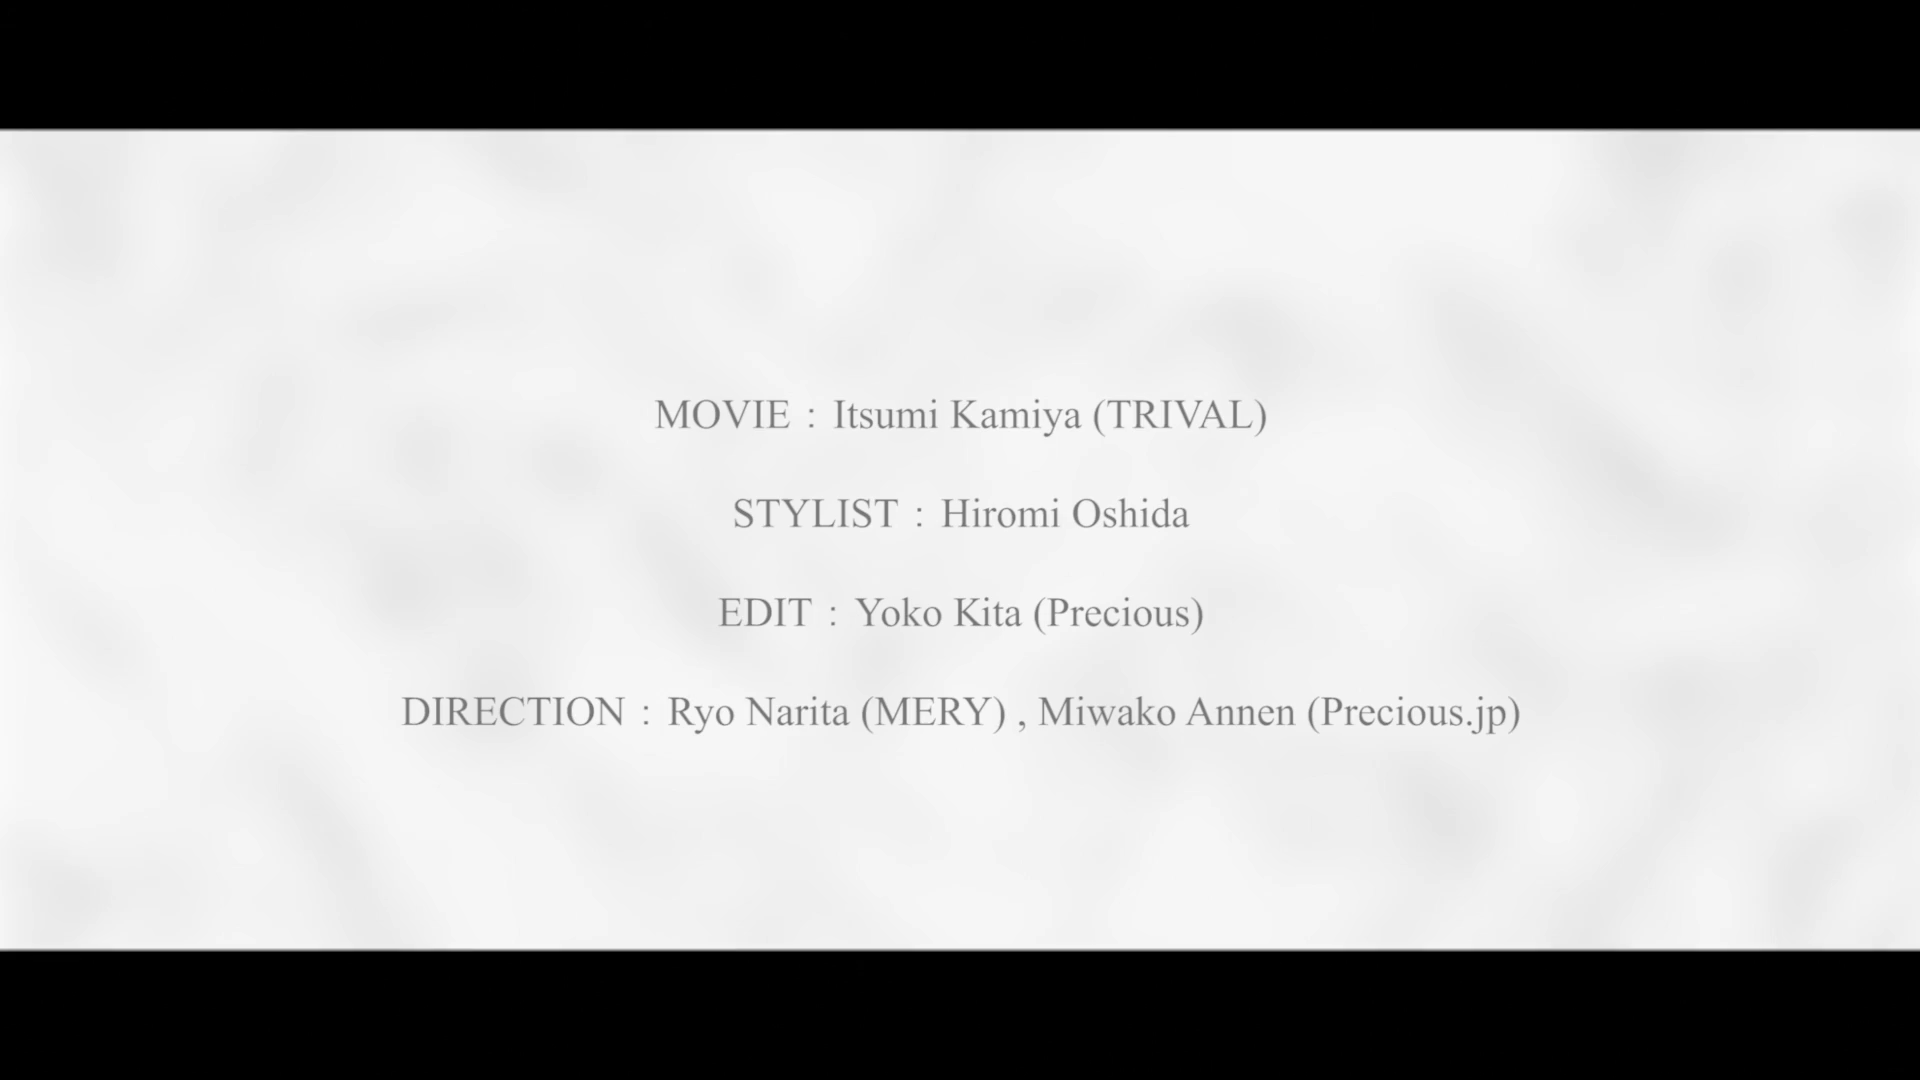 MOVIE : Itsumi Kamiya (TRIVAL)
STYLIST : Hiromi Oshida
EDIT : Yoko Kita (Precious)
DIRECTION : Ryo Narita (MERY) , Miwako Annen (Precious.jp)